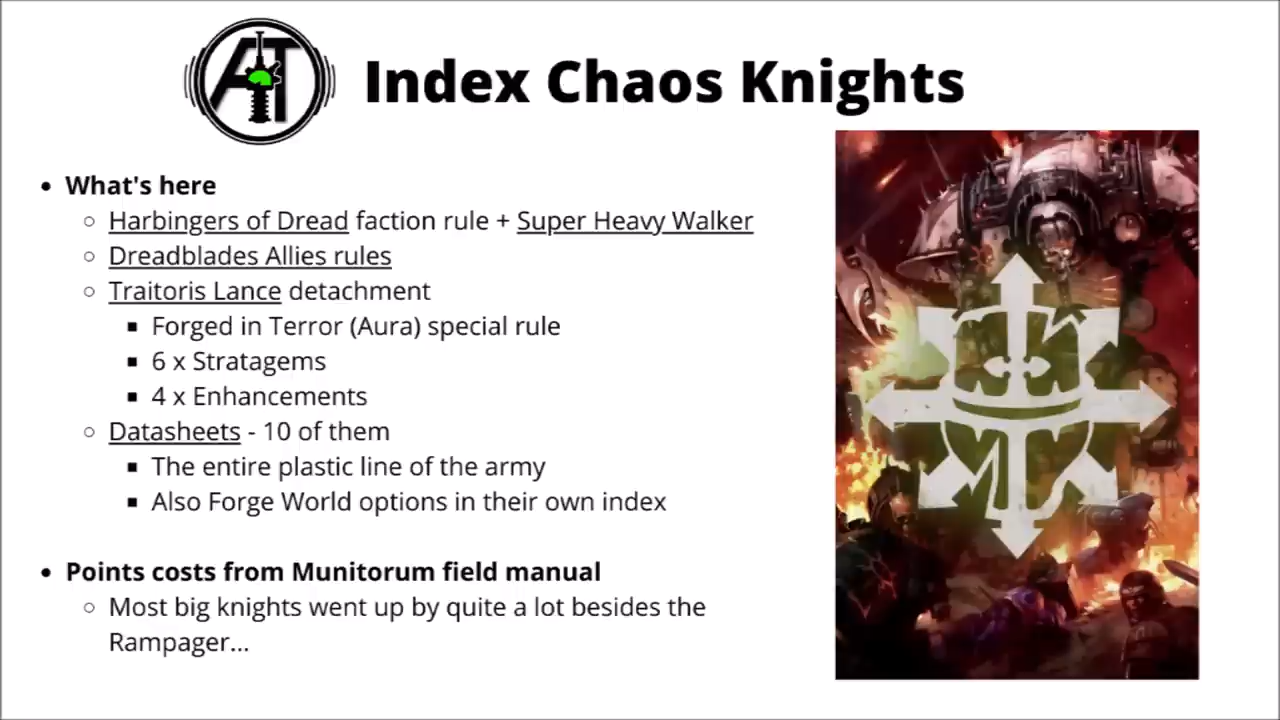 AT
Index Chaos Knights
• What's here
○ Harbingers of Dread faction rule + Super Heavy Walker
○ Dreadblades Allies rules
○ Traitoris Lance detachment
▪ Forged in Terror (Aura) special rule
▪ 6 x Stratagems
▪ 4 x Enhancements
○ Datasheets - 10 of them
▪ The entire plastic line of the army
▪ Also Forge World options in their own index
• Points costs from Munitorum field manual
○ Most big knights went up by quite a lot besides the
Rampager...